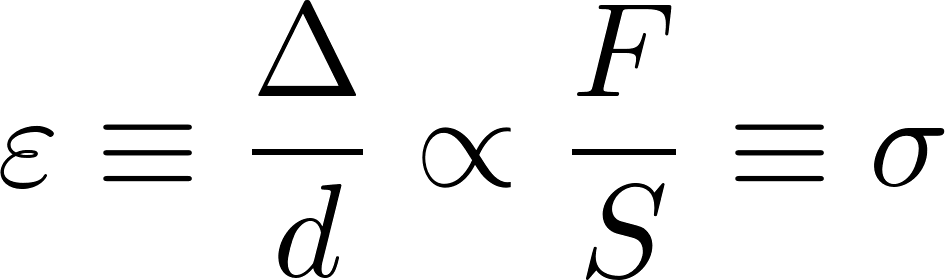 ε ≡ Δ/d ∝ F/S ≡ σ